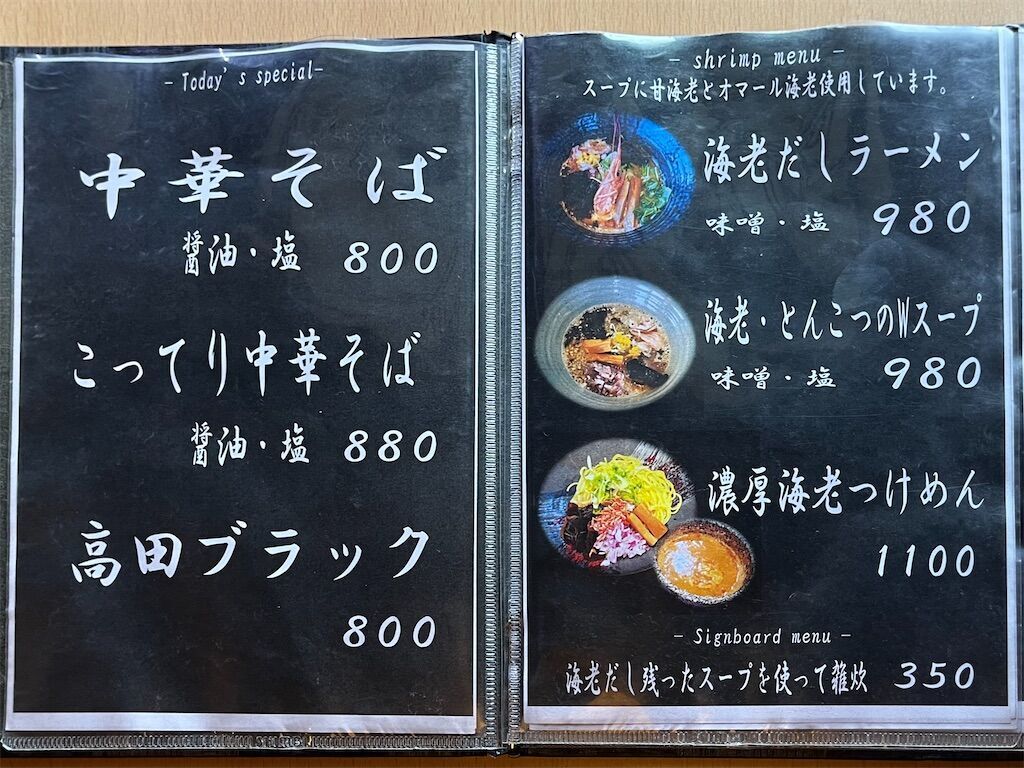 - Today's special-
中華そば
醤油・塩 800
こってり中華そば
醤油・塩 880
高田ブラック
800
- shrimp menu -
スープに甘海老とオマール海老使用しています。
海老だしラーメン
味噌・塩 980
海老・とんこつのWスープ
味噌・塩 980
濃厚海老つけめん
1100
- Signboard menu -
海老だし残ったスープを使って雑炊 350